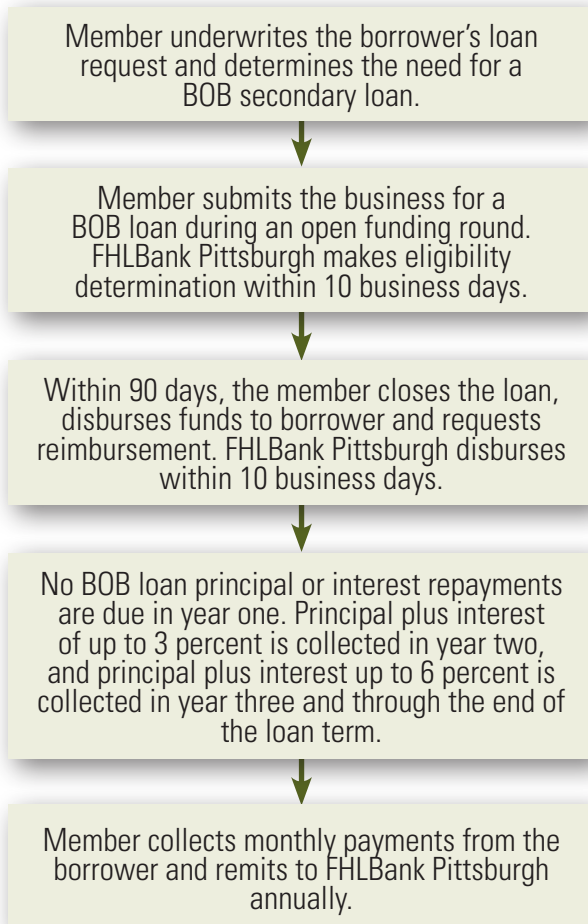 Member underwrites the borrower’s loan
request and determines the need for a
BOB secondary loan.
Member submits the business for a
BOB loan during an open funding round.
FHLBank Pittsburgh makes eligibility
determination within 10 business days.
Within 90 days, the member closes the loan,
disburses funds to borrower and requests
reimbursement. FHLBank Pittsburgh disburses
within 10 business days.
No BOB loan principal or interest repayments
are due in year one. Principal plus interest
of up to 3 percent is collected in year two,
and principal plus interest up to 6 percent is
collected in year three and through the end of
the loan term.
Member collects monthly payments from the
borrower and remits to FHLBank Pittsburgh
annually.